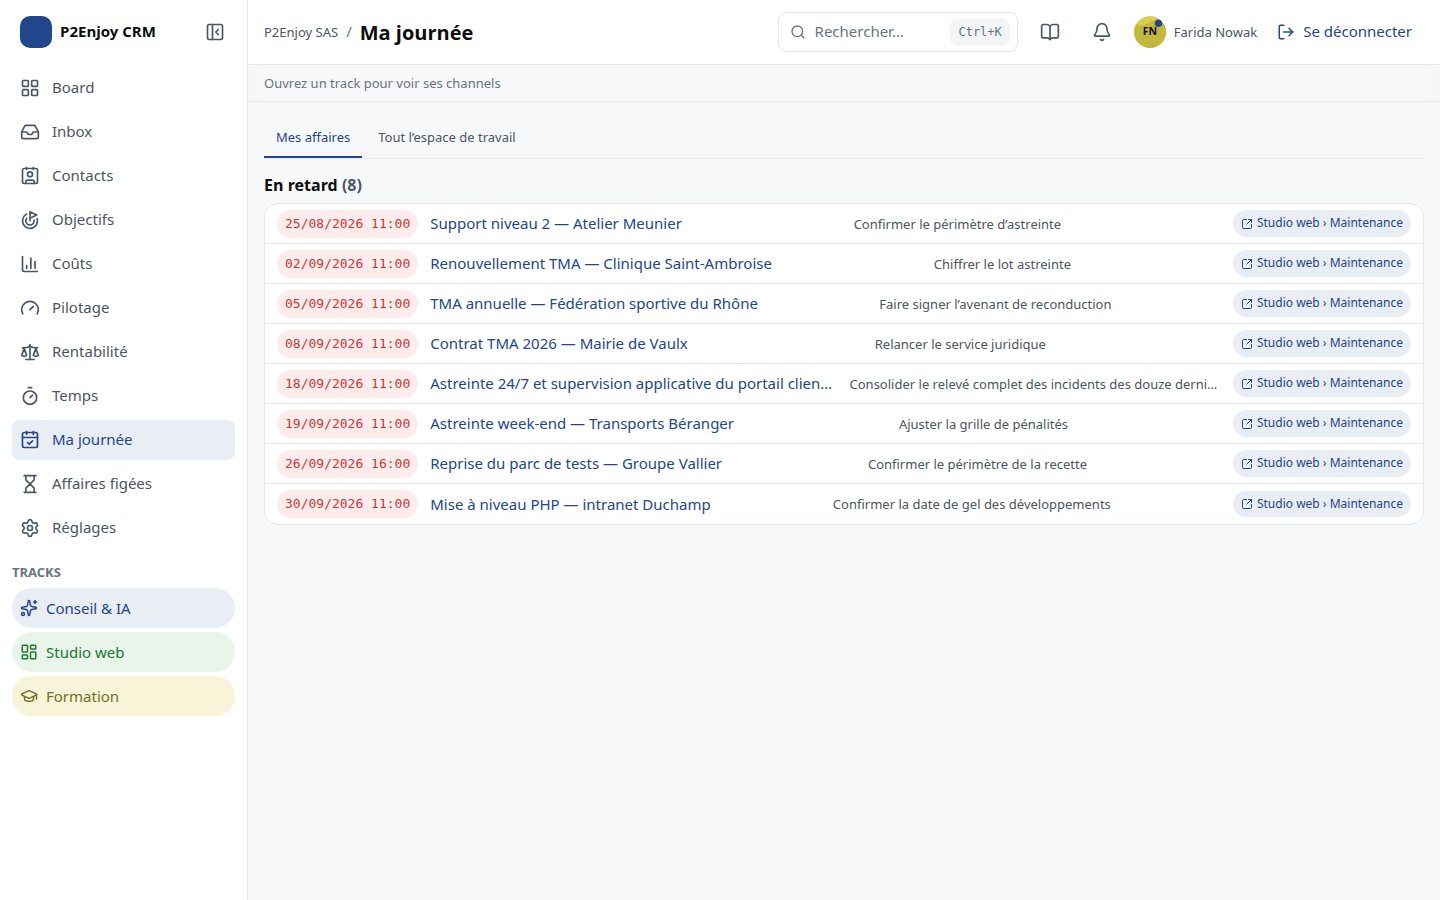 P2Enjoy CRM
P2Enjoy SAS / Ma journée
Rechercher... Ctrl+K
FN Farida Nowak
Se déconnecter
Ouvrez un track pour voir ses channels
Board
Inbox
Contacts
Objectifs
Coûts
Pilotage
Rentabilité
Temps
Ma journée
Affaires figées
Réglages
TRACKS
Conseil & IA
Studio web
Formation
Mes affaires Tout l'espace de travail
En retard (8)
25/08/2026 11:00 Support niveau 2 — Atelier Meunier Confirmer le périmètre d'astreinte Studio web › Maintenance
02/09/2026 11:00 Renouvellement TMA — Clinique Saint-Ambroise Chiffrer le lot astreinte Studio web › Maintenance
05/09/2026 11:00 TMA annuelle — Fédération sportive du Rhône Faire signer l'avenant de reconduction Studio web › Maintenance
08/09/2026 11:00 Contrat TMA 2026 — Mairie de Vaulx Relancer le service juridique Studio web › Maintenance
18/09/2026 11:00 Astreinte 24/7 et supervision applicative du portail clien... Consolider le relevé complet des incidents des douze derni... Studio web › Maintenance
19/09/2026 11:00 Astreinte week-end — Transports Béranger Ajuster la grille de pénalités Studio web › Maintenance
26/09/2026 16:00 Reprise du parc de tests — Groupe Vallier Confirmer le périmètre de la recette Studio web › Maintenance
30/09/2026 11:00 Mise à niveau PHP — intranet Duchamp Confirmer la date de gel des développements Studio web › Maintenance